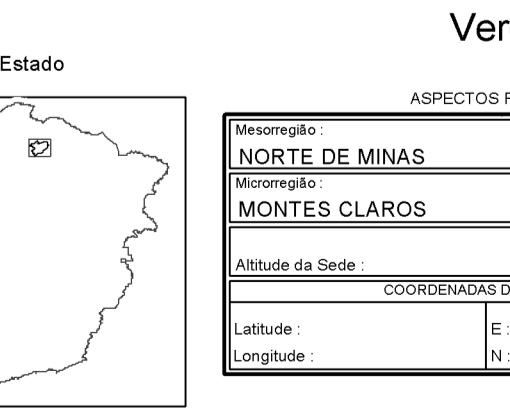 Ver
Estado
ASPECTOS
Mesorregião :
NORTE DE MINAS
Microrregião :
MONTES CLAROS
Altitude da Sede :
COORDENADAS
Latitude :
E :
Longitude :
N :